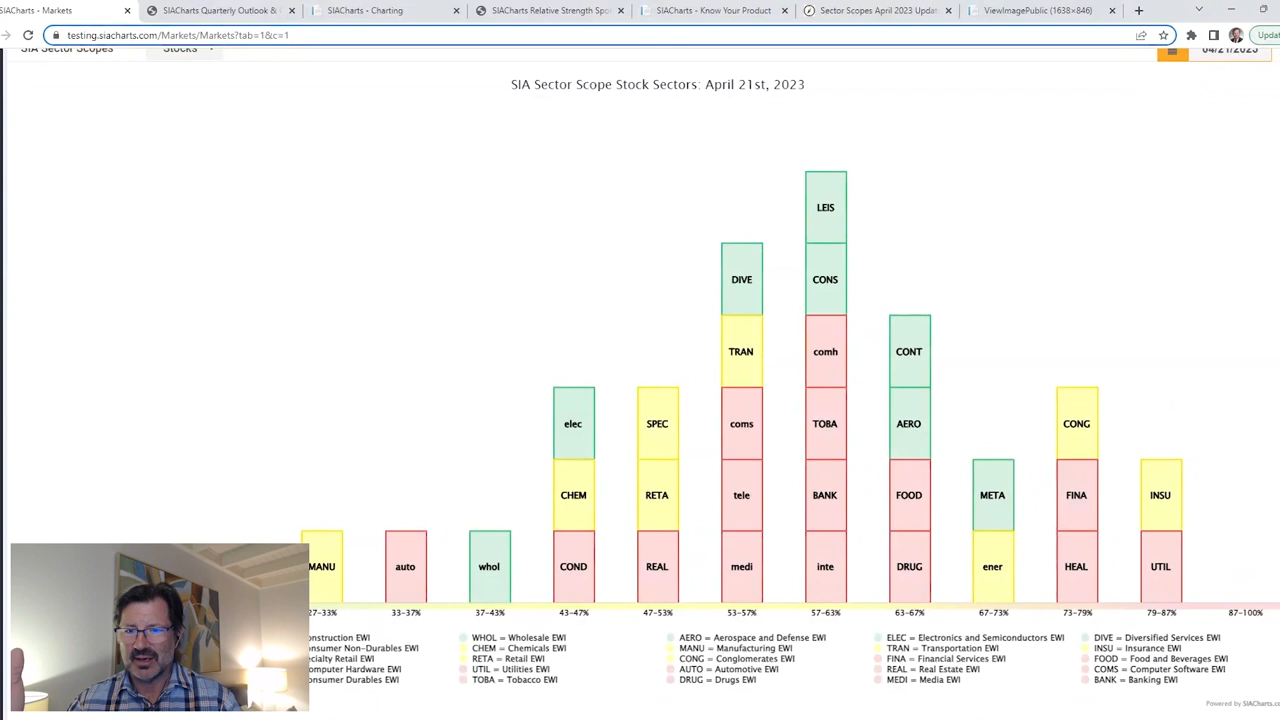 SIACharts - Markets
SIACharts Quarterly Outlook &
SIACharts - Charting
SIACharts Relative Strength Spo
SIACharts - Know Your Product
Sector Scopes April 2023 Updat
ViewImagePublic (1638×846)
testing.siacharts.com/Markets/Markets?tab=1&c=1
Updat
SIA Sector Scopes
Stocks
04/21/2023
SIA Sector Scope Stock Sectors: April 21st, 2023
LEIS
DIVE CONS
TRAN comh CONT
elec SPEC coms TOBA AERO CONG
CHEM RETA tele BANK FOOD META FINA INSU
MANU auto whol COND REAL medi inte DRUG ener HEAL UTIL
27-33% 33-37% 37-43% 43-47% 47-53% 53-57% 57-63% 63-67% 67-73% 73-79% 79-87% 87-100%
onstruction EWI WHOL = Wholesale EWI AERO = Aerospace and Defense EWI ELEC = Electronics and Semiconductors EWI DIVE = Diversified Services EWI
onsumer Non-Durables EWI CHEM = Chemicals EWI MANU = Manufacturing EWI TRAN = Transportation EWI INSU = Insurance EWI
ecialty Retail EWI RETA = Retail EWI CONG = Conglomerates EWI FINA = Financial Services EWI FOOD = Food and Beverages EWI
omputer Hardware EWI UTIL = Utilities EWI AUTO = Automotive EWI REAL = Real Estate EWI COMS = Computer Software EWI
onsumer Durables EWI TOBA = Tobacco EWI DRUG = Drugs EWI MEDI = Media EWI BANK = Banking EWI
Powered by SIACharts.co